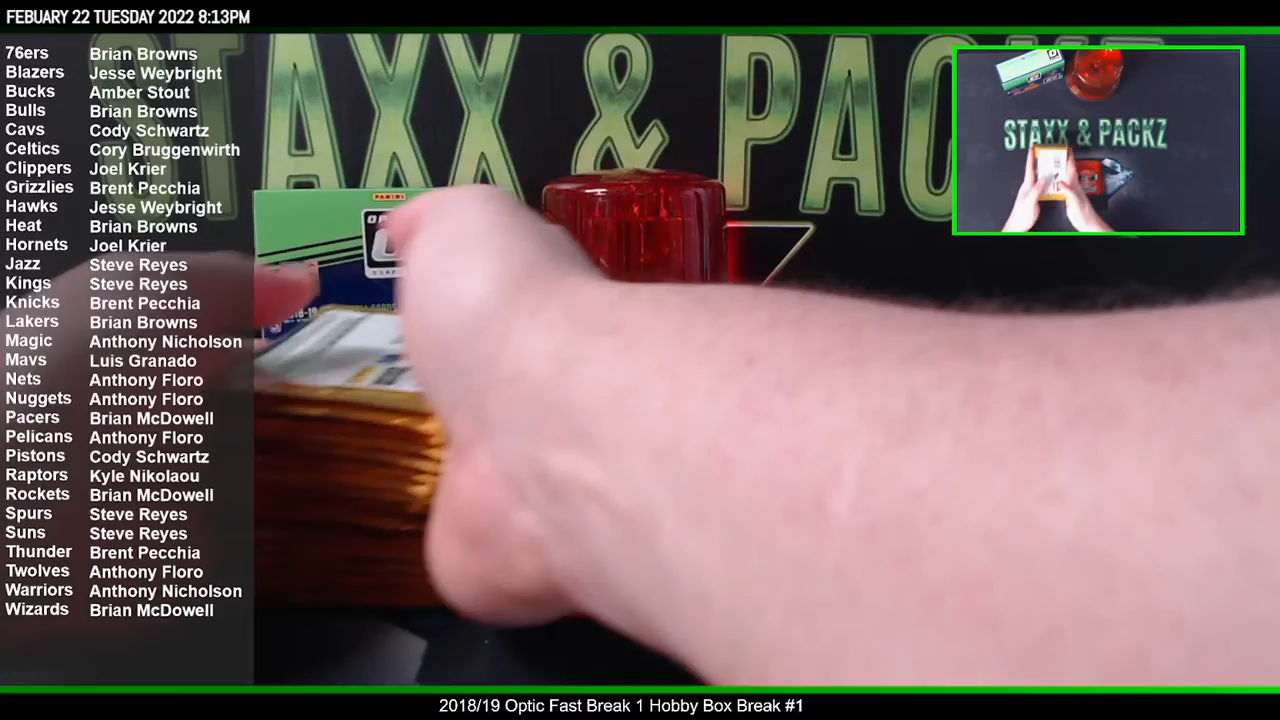 FEBUARY 22 TUESDAY 2022 8:13PM
76ers Brian Browns
Blazers Jesse Weybright
Bucks Amber Stout
Bulls Brian Browns
Cavs Cody Schwartz
Celtics Cory Bruggenwirth
Clippers Joel Krier
Grizzlies Brent Pecchia
Hawks Jesse Weybright
Heat Brian Browns
Hornets Joel Krier
Jazz Steve Reyes
Kings Steve Reyes
Knicks Brent Pecchia
Lakers Brian Browns
Magic Anthony Nicholson
Mavs Luis Granado
Nets Anthony Floro
Nuggets Anthony Floro
Pacers Brian McDowell
Pelicans Anthony Floro
Pistons Cody Schwartz
Raptors Kyle Nikolaou
Rockets Brian McDowell
Spurs Steve Reyes
Suns Steve Reyes
Thunder Brent Pecchia
Twolves Anthony Floro
Warriors Anthony Nicholson
Wizards Brian McDowell
STAXX & PACKZ
PANINI
STAXX & PACKZ
2018/19 Optic Fast Break 1 Hobby Box Break #1